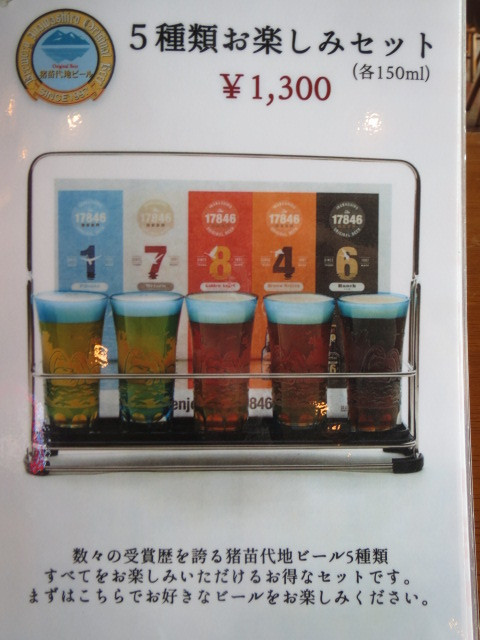 Original Beer
猪苗代地ビール
５種類お楽しみセット
(各150ml)
￥1,300
17846
17846
17846
17846
17846
1
7
8
4
6
enjoy
846
数々の受賞歴を誇る猪苗代地ビール5種類
すべてをお楽しみいただけるお得なセットです。
まずはこちらでお好きなビールをお楽しみください。